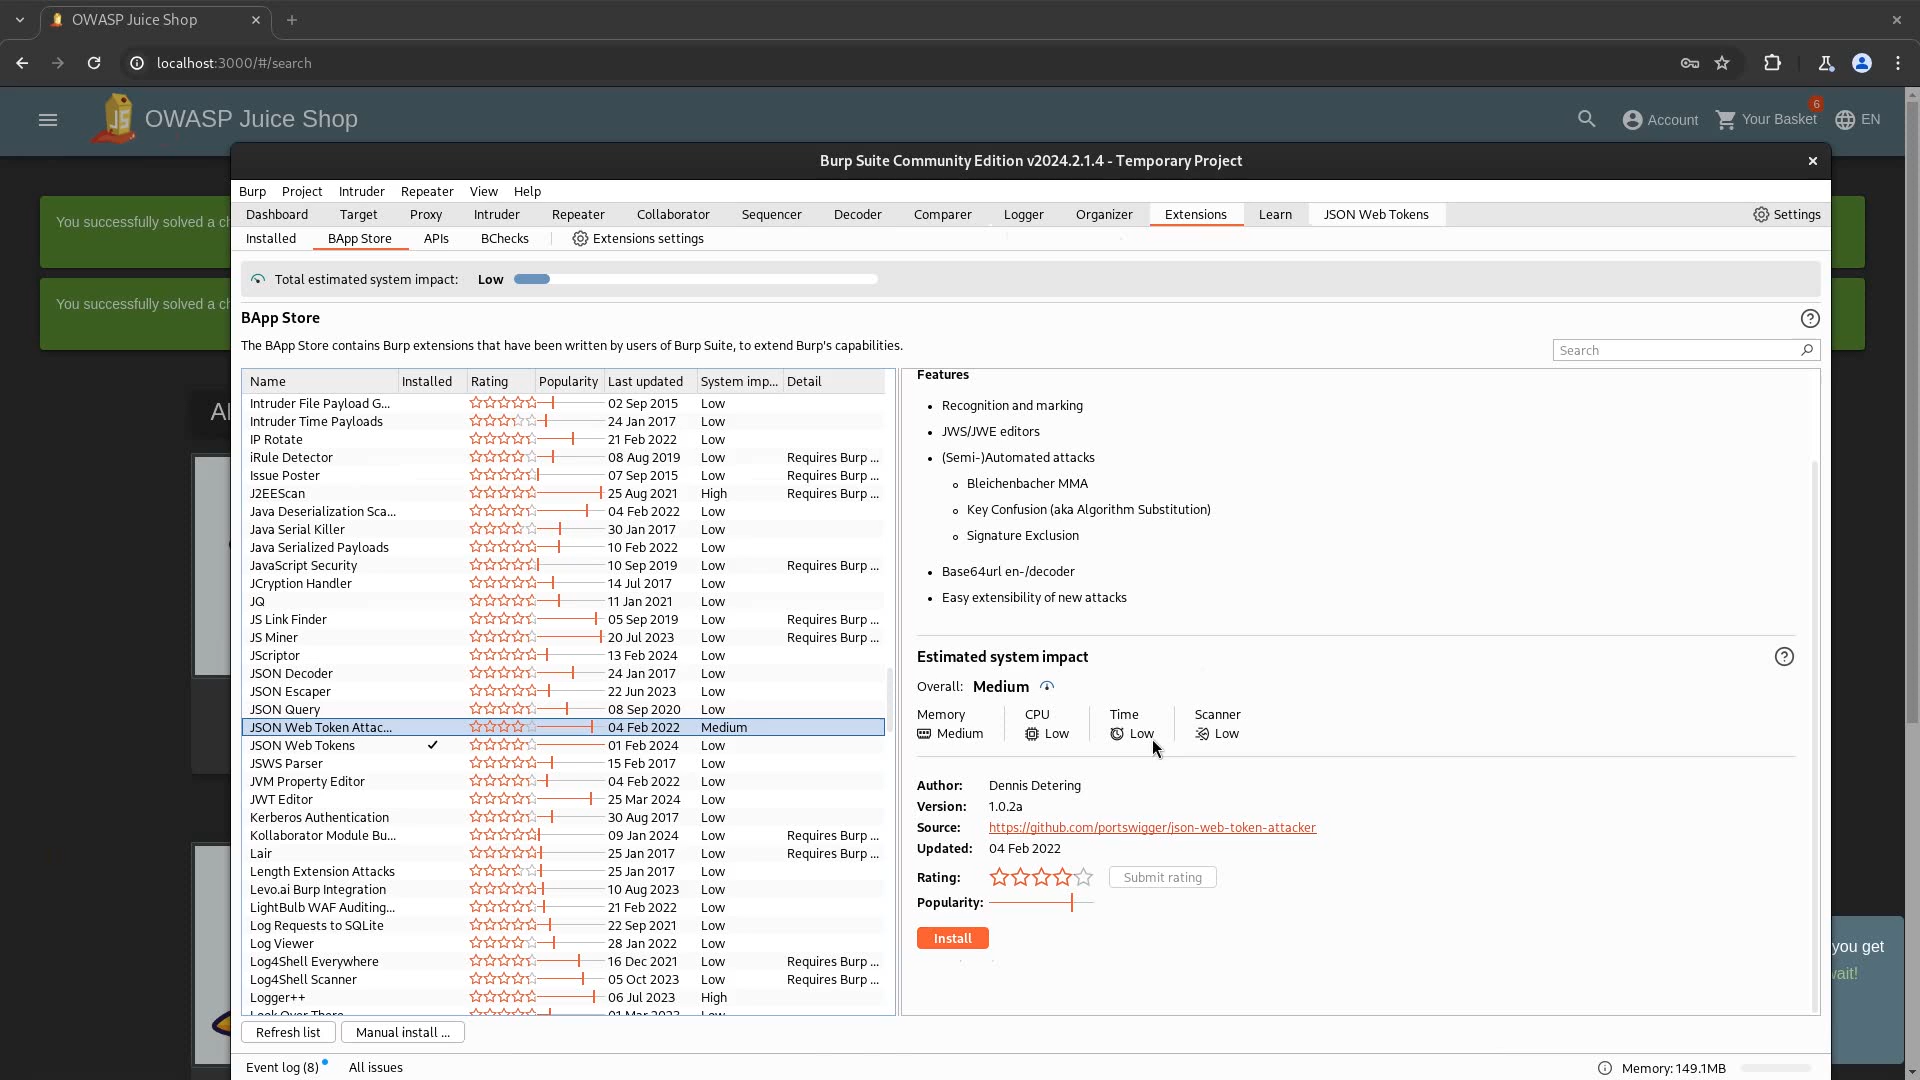 OWASP Juice Shop
localhost:3000/#/search
OWASP Juice Shop
Account
6
Your Basket
EN
You successfully solved a ch
You successfully solved a ch
Al
you get
wait!
Burp Suite Community Edition v2024.2.1.4 - Temporary Project
Burp Project Intruder Repeater View Help
Dashboard Target Proxy Intruder Repeater Collaborator Sequencer Decoder Comparer Logger Organizer Extensions Learn JSON Web Tokens Settings
Installed BApp Store APIs BChecks Extensions settings
Total estimated system impact: Low
BApp Store
The BApp Store contains Burp extensions that have been written by users of Burp Suite, to extend Burp's capabilities.
Search
Name Installed Rating Popularity Last updated System imp... Detail
Intruder File Payload G... 02 Sep 2015 Low
Intruder Time Payloads 24 Jan 2017 Low
IP Rotate 21 Feb 2022 Low
iRule Detector 08 Aug 2019 Low Requires Burp ...
Issue Poster 07 Sep 2015 Low Requires Burp ...
J2EEScan 25 Aug 2021 High Requires Burp ...
Java Deserialization Sca... 04 Feb 2022 Low
Java Serial Killer 30 Jan 2017 Low
Java Serialized Payloads 10 Feb 2022 Low
JavaScript Security 10 Sep 2019 Low Requires Burp ...
JCryption Handler 14 Jul 2017 Low
JQ 11 Jan 2021 Low
JS Link Finder 05 Sep 2019 Low Requires Burp ...
JS Miner 20 Jul 2023 Low Requires Burp ...
JScriptor 13 Feb 2024 Low
JSON Decoder 24 Jan 2017 Low
JSON Escaper 22 Jun 2023 Low
JSON Query 08 Sep 2020 Low
JSON Web Token Attac... 04 Feb 2022 Medium
JSON Web Tokens ✓ 01 Feb 2024 Low
JSWS Parser 15 Feb 2017 Low
JVM Property Editor 04 Feb 2022 Low
JWT Editor 25 Mar 2024 Low
Kerberos Authentication 30 Aug 2017 Low
Kollaborator Module Bu... 09 Jan 2024 Low Requires Burp ...
Lair 25 Jan 2017 Low Requires Burp ...
Length Extension Attacks 25 Jan 2017 Low
Levo.ai Burp Integration 10 Aug 2023 Low
LightBulb WAF Auditing... 21 Feb 2022 Low
Log Requests to SQLite 22 Sep 2021 Low
Log Viewer 28 Jan 2022 Low
Log4Shell Everywhere 16 Dec 2021 Low Requires Burp ...
Log4Shell Scanner 05 Oct 2023 Low Requires Burp ...
Logger++ 06 Jul 2023 High
Features
• Recognition and marking
• JWS/JWE editors
• (Semi-)Automated attacks
Bleichenbacher MMA
Key Confusion (aka Algorithm Substitution)
Signature Exclusion
• Base64url en-/decoder
• Easy extensibility of new attacks
Estimated system impact
Overall: Medium
Memory CPU Time Scanner
Medium Low Low Low
Author: Dennis Detering
Version: 1.0.2a
Source: https://github.com/portswigger/json-web-token-attacker
Updated: 04 Feb 2022
Rating: Submit rating
Popularity:
Install
Refresh list Manual install ...
Event log (8) All issues Memory: 149.1MB